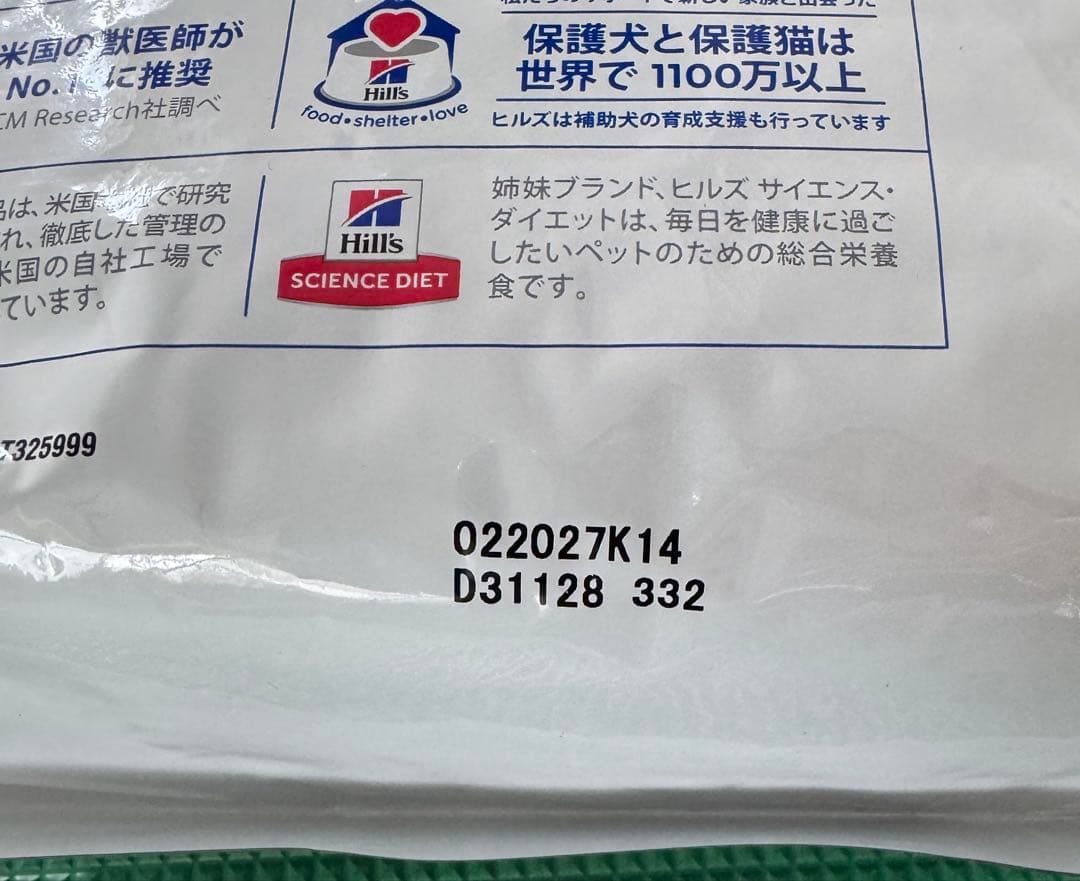 米国の獣医師が
No.1に推奨
Research社調べ
Hill's
food•shelter•love
保護犬と保護猫は
世界で 1100万以上
ヒルズは補助犬の育成支援も行っています
品は、米国
で研究
れ、徹底した管理の
米国の自社工場で
ています。
Hill's
SCIENCE DIET
姉妹ブランド、ヒルズ サイエンス・
ダイエットは、毎日を健康に過ご
したいペットのための総合栄養
食です。
T325999
022027K14
D31128 332